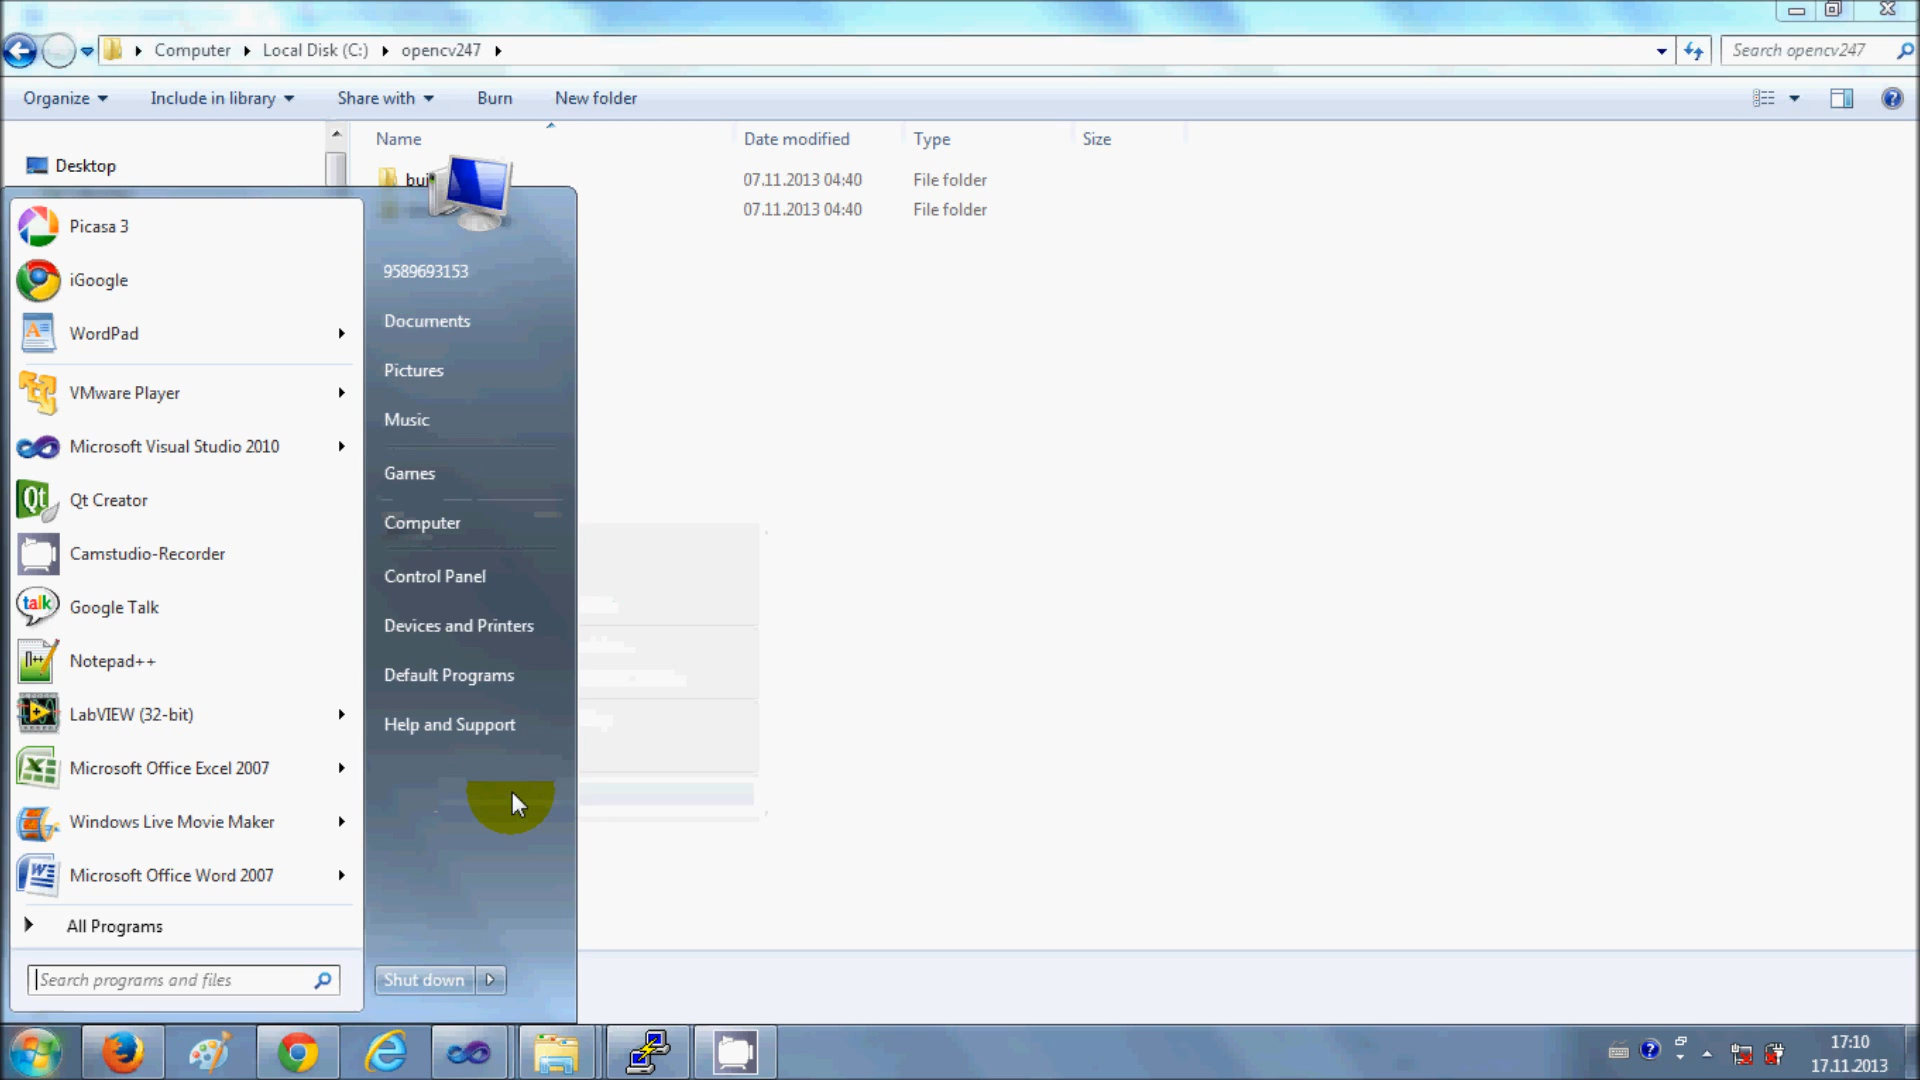 Computer Local Disk (C:) opencv247
Search opencv247
Organize Include in library Share with Burn New folder
Name Date modified Type Size
Desktop
07.11.2013 04:40 File folder
07.11.2013 04:40 File folder
Picasa 3
iGoogle
WordPad
VMware Player
Microsoft Visual Studio 2010
Qt Creator
Camstudio-Recorder
talk
Google Talk
Notepad++
LabVIEW (32-bit)
Microsoft Office Excel 2007
Windows Live Movie Maker
Microsoft Office Word 2007
All Programs
Search programs and files
9589693153
Documents
Pictures
Music
Games
Computer
Control Panel
Devices and Printers
Default Programs
Help and Support
Shut down
17:10
17.11.2013